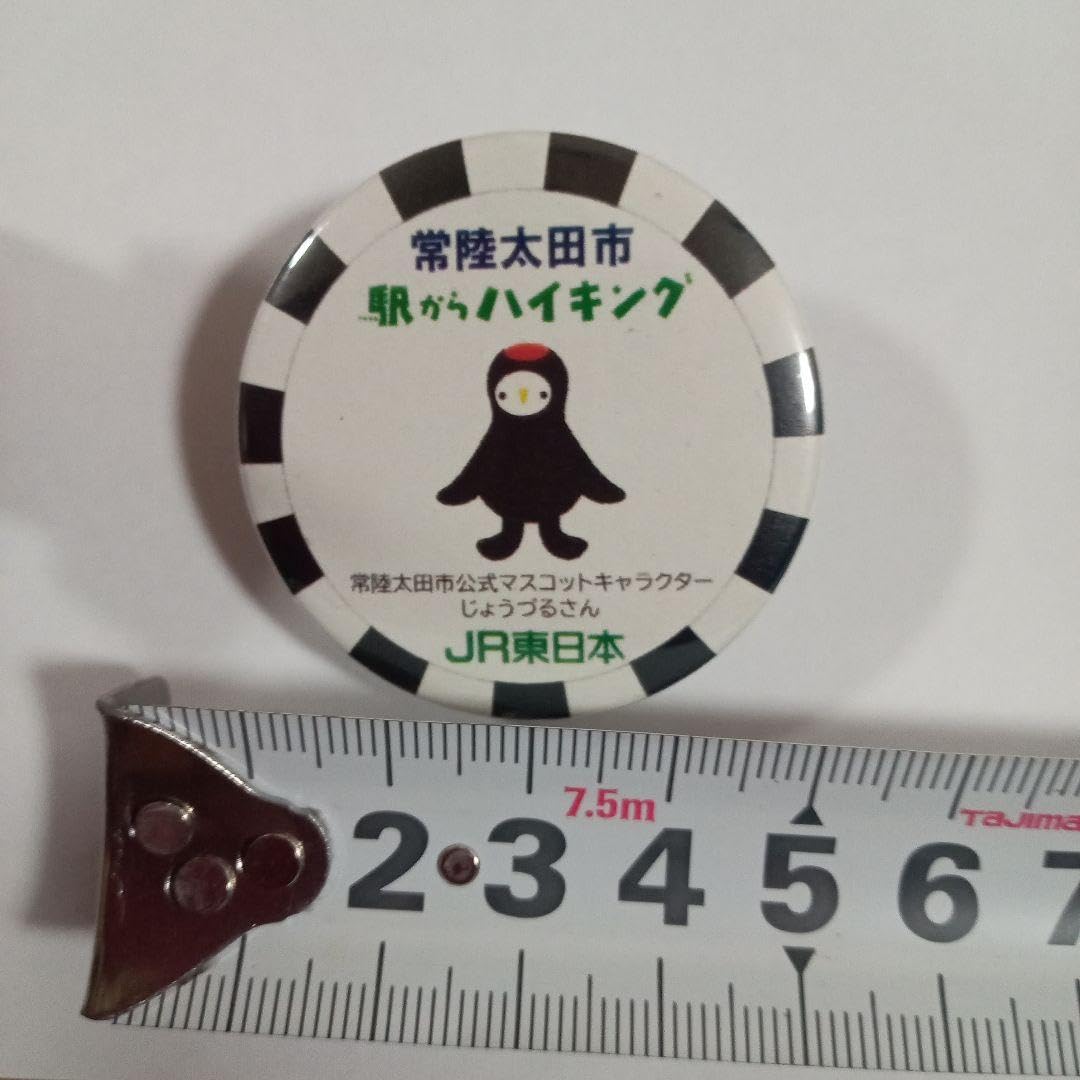 常陸太田市
駅からハイキング
常陸太田市公式マスコットキャラクター
じょうづるさん
JR東日本
7.5m
TaJima
2 3 4 5 6 7